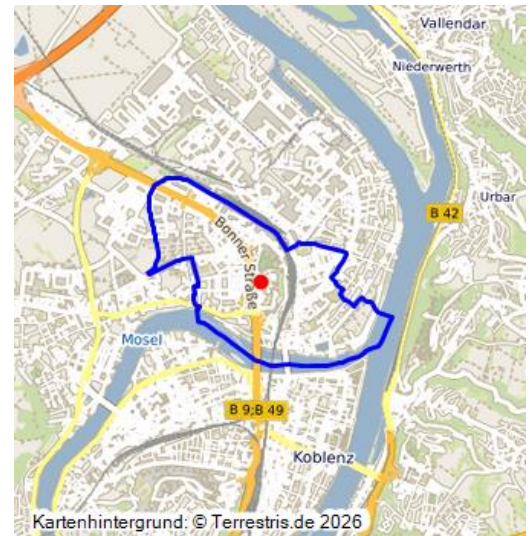 Vallendar
Niederwerth
Urbar
B 42
Bonner Straße
Mosel
B 9;B 49
Koblenz
Kartenhintergrund: © Terrestris.de 2026